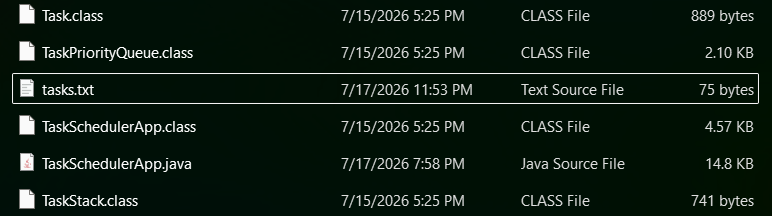 Task.class 7/15/2026 5:25 PM CLASS File 889 bytes
TaskPriorityQueue.class 7/15/2026 5:25 PM CLASS File 2.10 KB
tasks.txt 7/17/2026 11:53 PM Text Source File 75 bytes
TaskSchedulerApp.class 7/15/2026 5:25 PM CLASS File 4.57 KB
TaskSchedulerApp.java 7/17/2026 7:58 PM Java Source File 14.8 KB
TaskStack.class 7/15/2026 5:25 PM CLASS File 741 bytes